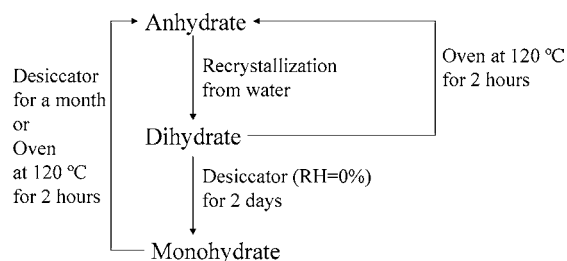 Anhydrate
Desiccator
for a month
or
Oven
at 120 ºC
for 2 hours
Recrystallization
from water
Oven at 120 ºC
for 2 hours
Dihydrate
Desiccator (RH=0%)
for 2 days
Monohydrate